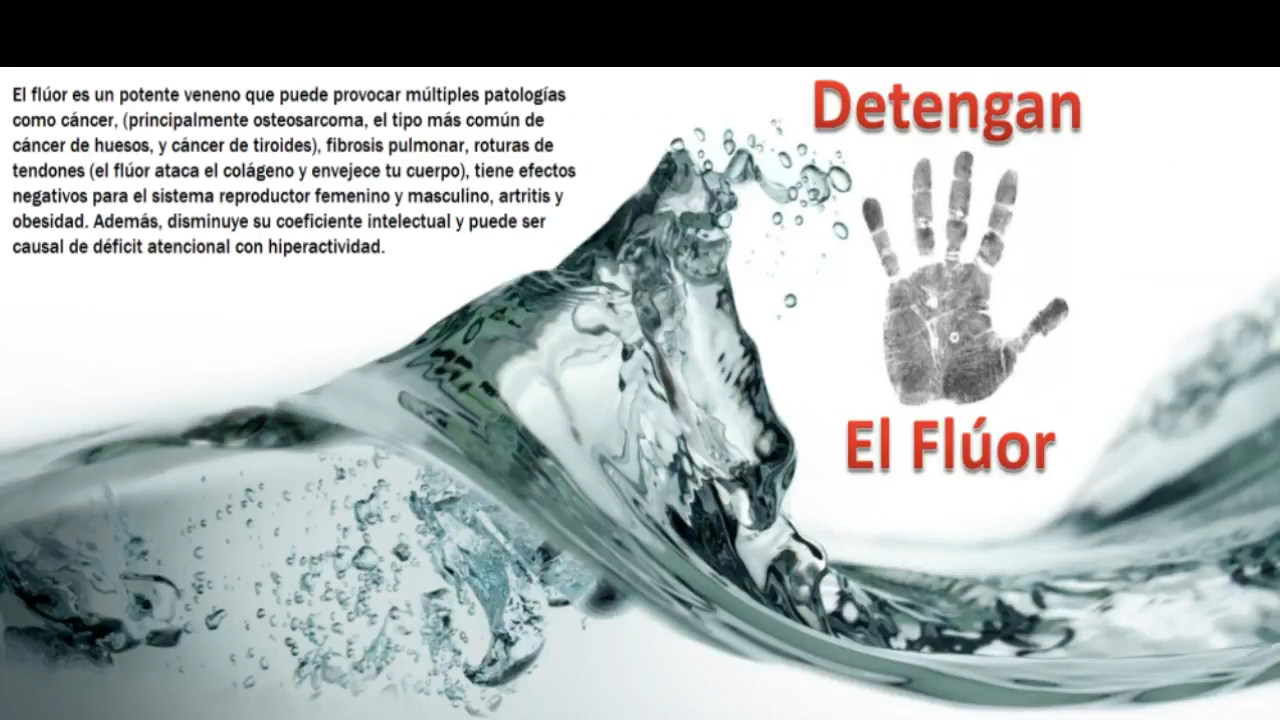 El flúor es un potente veneno que puede provocar múltiples patologías
como cáncer, (principalmente osteosarcoma, el tipo más común de
cáncer de huesos, y cáncer de tiroides), fibrosis pulmonar, roturas de
tendones (el flúor ataca el colágeno y envejece tu cuerpo), tiene efectos
negativos para el sistema reproductor femenino y masculino, artritis y
obesidad. Además, disminuye su coeficiente intelectual y puede ser
causal de déficit atencional con hiperactividad.
Detengan
El Flúor